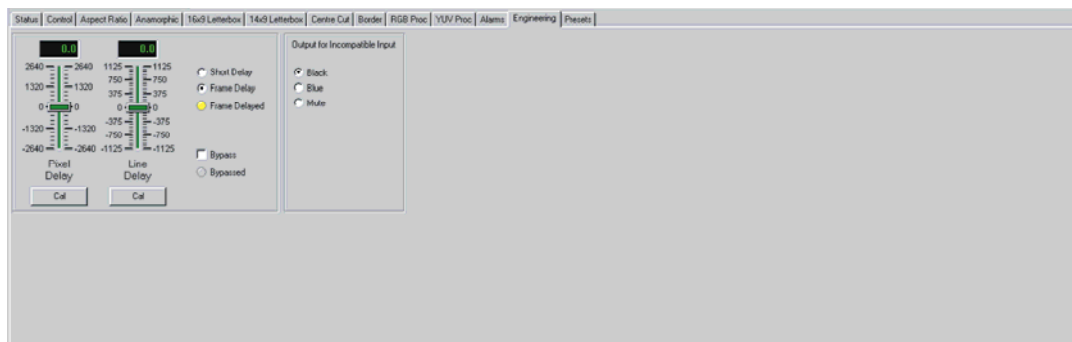 Status Control Aspect Ratio Anamorphic 16x9 Letterbox 14x9 Letterbox Centre Cut Border RGB Proc YUV Proc Alarms Engineering Presets
0.0 0.0 Output for Incompatible Input
2640 2640 1125 1125 Short Delay Black
750 750
1320 1320 Frame Delay Blue
375 375
0 0 0 0 Frame Delayed Mute
-375 -375
-1320 -1320
-750 -750
-2640 -2640 -1125 -1125 Bypass
Pixel Line
Delay Delay Bypassed
Cal Cal